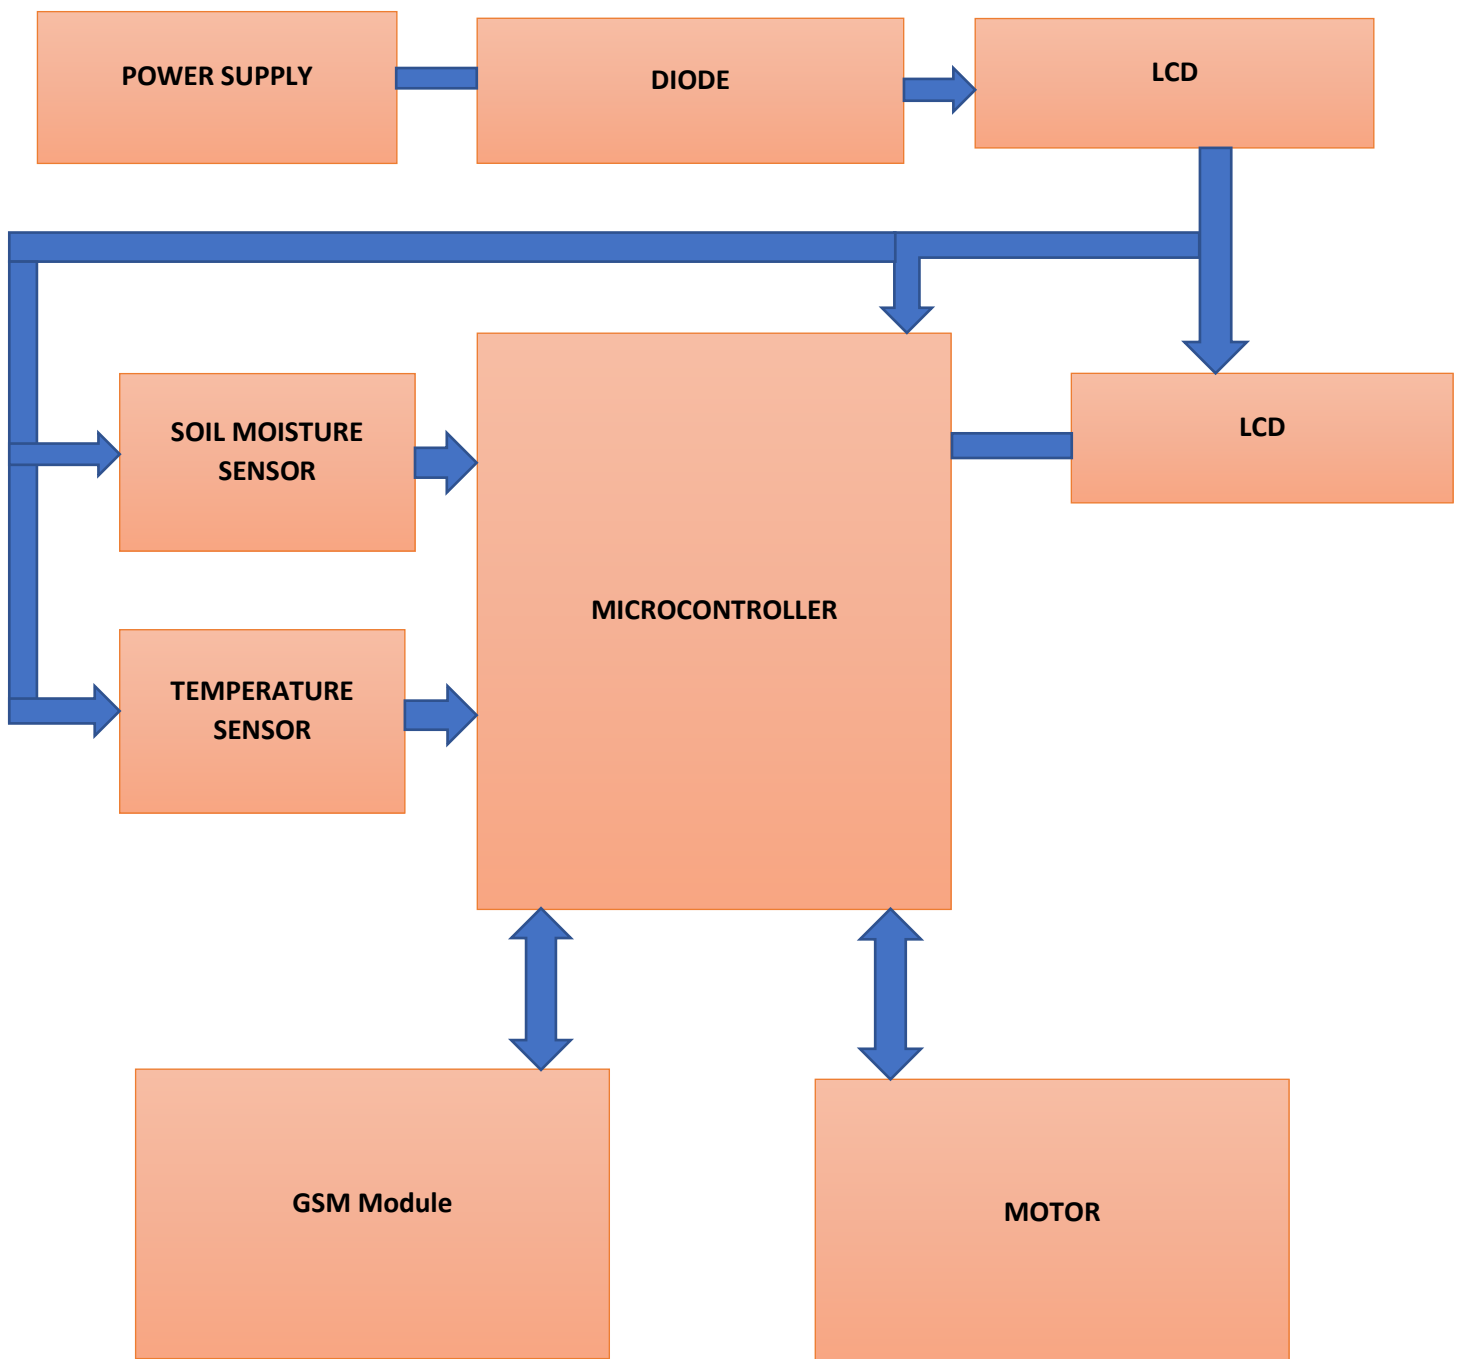 POWER SUPPLY
DIODE
LCD
SOIL MOISTURE
SENSOR
LCD
MICROCONTROLLER
TEMPERATURE
SENSOR
GSM Module
MOTOR